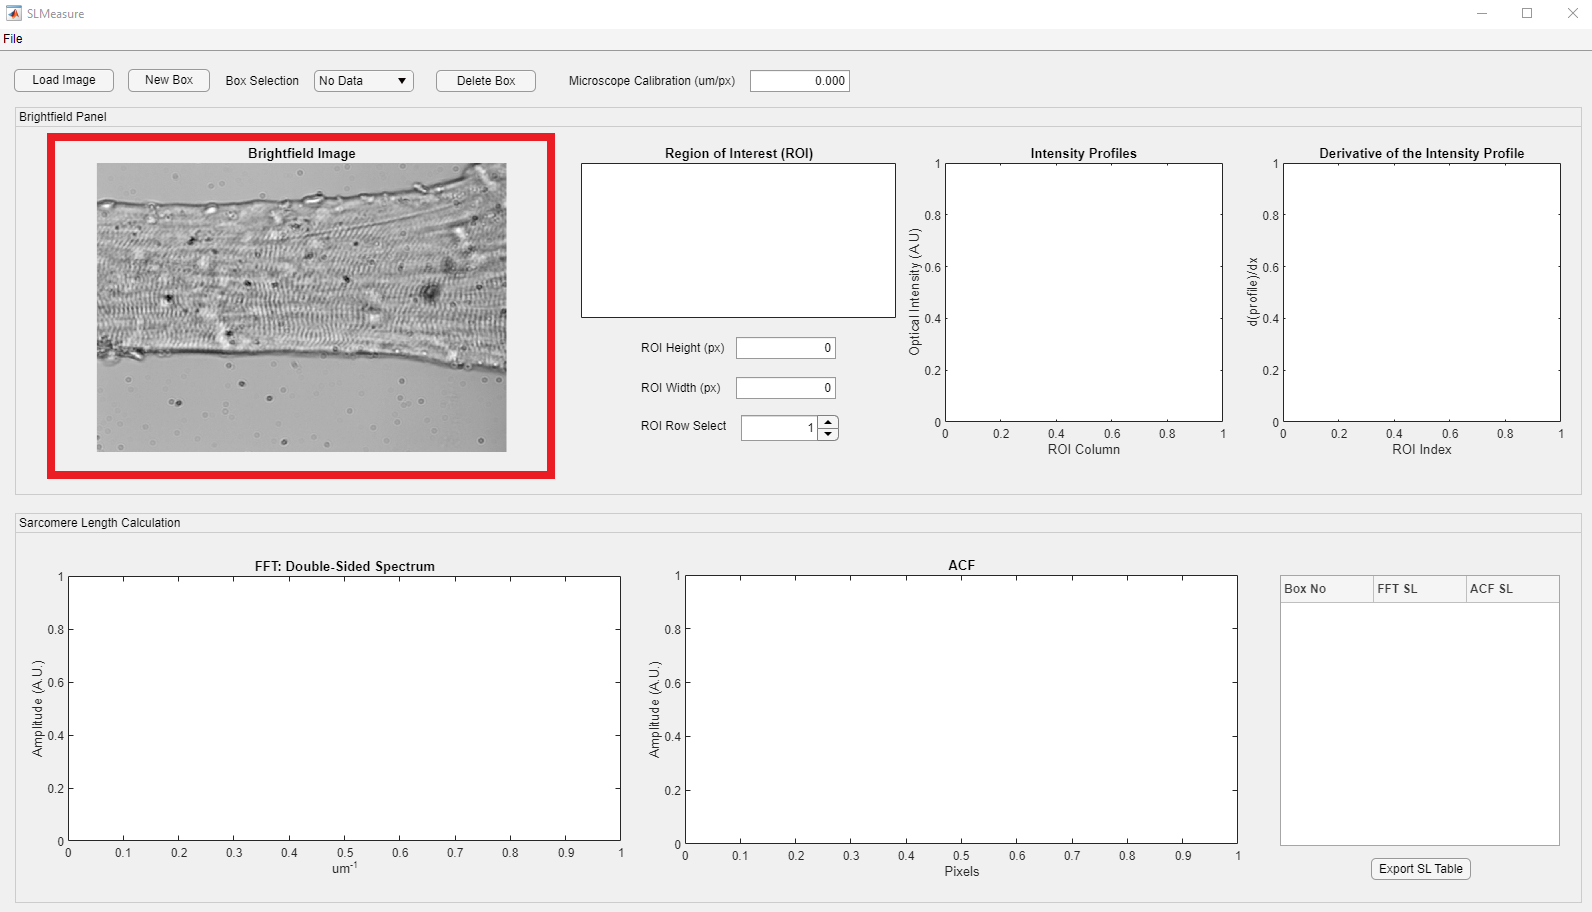 SLMeasure
File
Load Image New Box Box Selection No Data Delete Box Microscope Calibration (um/px) 0.000
Brightfield Panel
Brightfield Image
Region of Interest (ROI)
ROI Height (px) 0
ROI Width (px) 0
ROI Row Select 1
Intensity Profiles
Optical Intensity (A.U)
1
0.8
0.6
0.4
0.2
0
0 0.2 0.4 0.6 0.8 1
ROI Column
Derivative of the Intensity Profile
d(profile)/dx
1
0.8
0.6
0.4
0.2
0
0 0.2 0.4 0.6 0.8 1
ROI Index
Sarcomere Length Calculation
FFT: Double-Sided Spectrum
Amplitude (A.U.)
1
0.8
0.6
0.4
0.2
0
0 0.1 0.2 0.3 0.4 0.5 0.6 0.7 0.8 0.9 1
um⁻¹
ACF
Amplitude (A.U.)
1
0.8
0.6
0.4
0.2
0
0 0.1 0.2 0.3 0.4 0.5 0.6 0.7 0.8 0.9 1
Pixels
Box No FFT SL ACF SL
Export SL Table